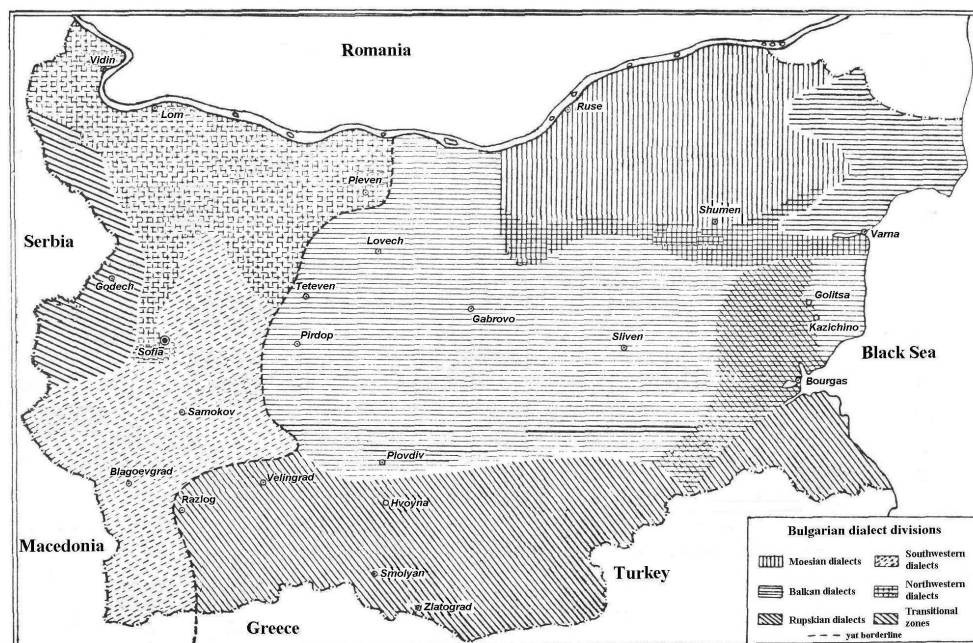 Romania
Vidin
Lom
Ruse
Pleven
Shumen
Serbia
Varna
Lovech
Godech
Teteven
Golitsa
Gabrovo
Kazichino
Pirdop
Sliven
Sofia
Black Sea
Bourgas
Samokov
Plovdiv
Blagoevgrad
Velingrad
Razlog
Hvoyna
Macedonia
Smolyan
Turkey
Zlatograd
Greece
Bulgarian dialect divisions
Moesian dialects
Southwestern
dialects
Balkan dialects
Northwestern
dialects
Rupskian dialects
Transitional
zones
yat borderline